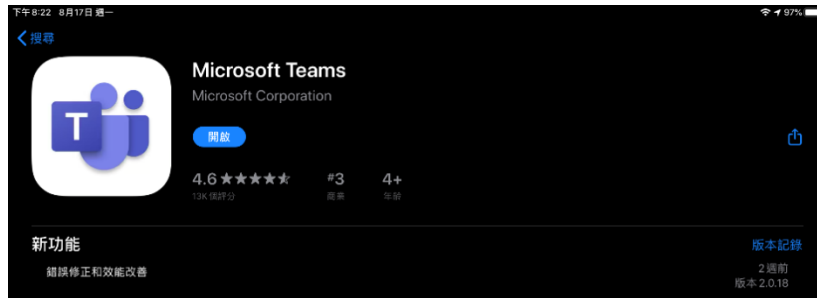 下午8:22 8月17日 週一
97%
搜尋
Microsoft Teams
Microsoft Corporation
T
開啟
4.6★★★★⯪ #3 4+
13K 個評分 商業 年齡
新功能 版本記錄
錯誤修正和效能改善 2 週前
版本 2.0.18